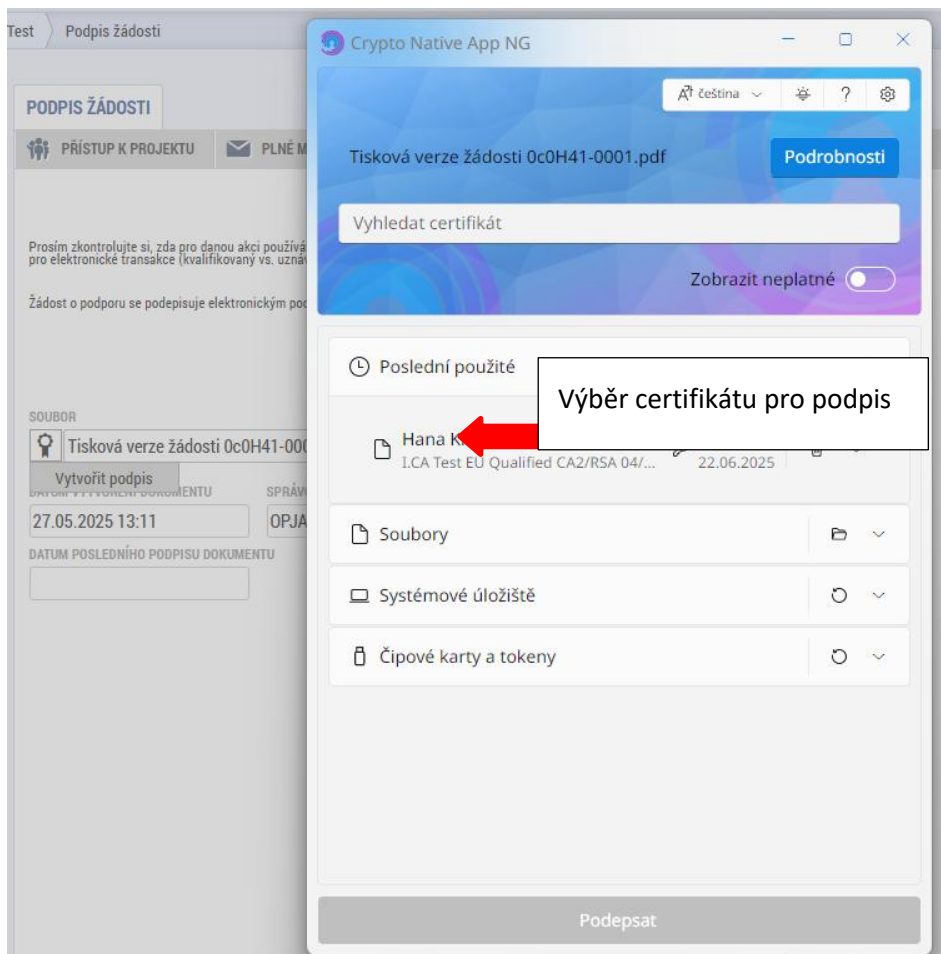 Test
Podpis žádosti
PODPIS ŽÁDOSTI
PŘÍSTUP K PROJEKTU
PLNÉ M
Prosím zkontrolujte si, zda pro danou akci použív
pro elektronické transakce (kvalifikovaný vs. uzná
Žádost o podporu se podepisuje elektronickým pod
SOUBOR
Tisková verze žádosti 0c0H41-00
Vytvořit podpis
SPRÁV
27.05.2025 13:11
OPJA
DATUM POSLEDNÍHO PODPISU DOKUMENTU
Crypto Native App NG
čeština
?
Tisková verze žádosti 0c0H41-0001.pdf
Podrobnosti
Vyhledat certifikát
Zobrazit neplatné
Poslední použité
Výběr certifikátu pro podpis
Hana K
I.CA Test EU Qualified CA2/RSA 04/...
22.06.2025
Soubory
Systémové úložiště
Čipové karty a tokeny
Podepsat